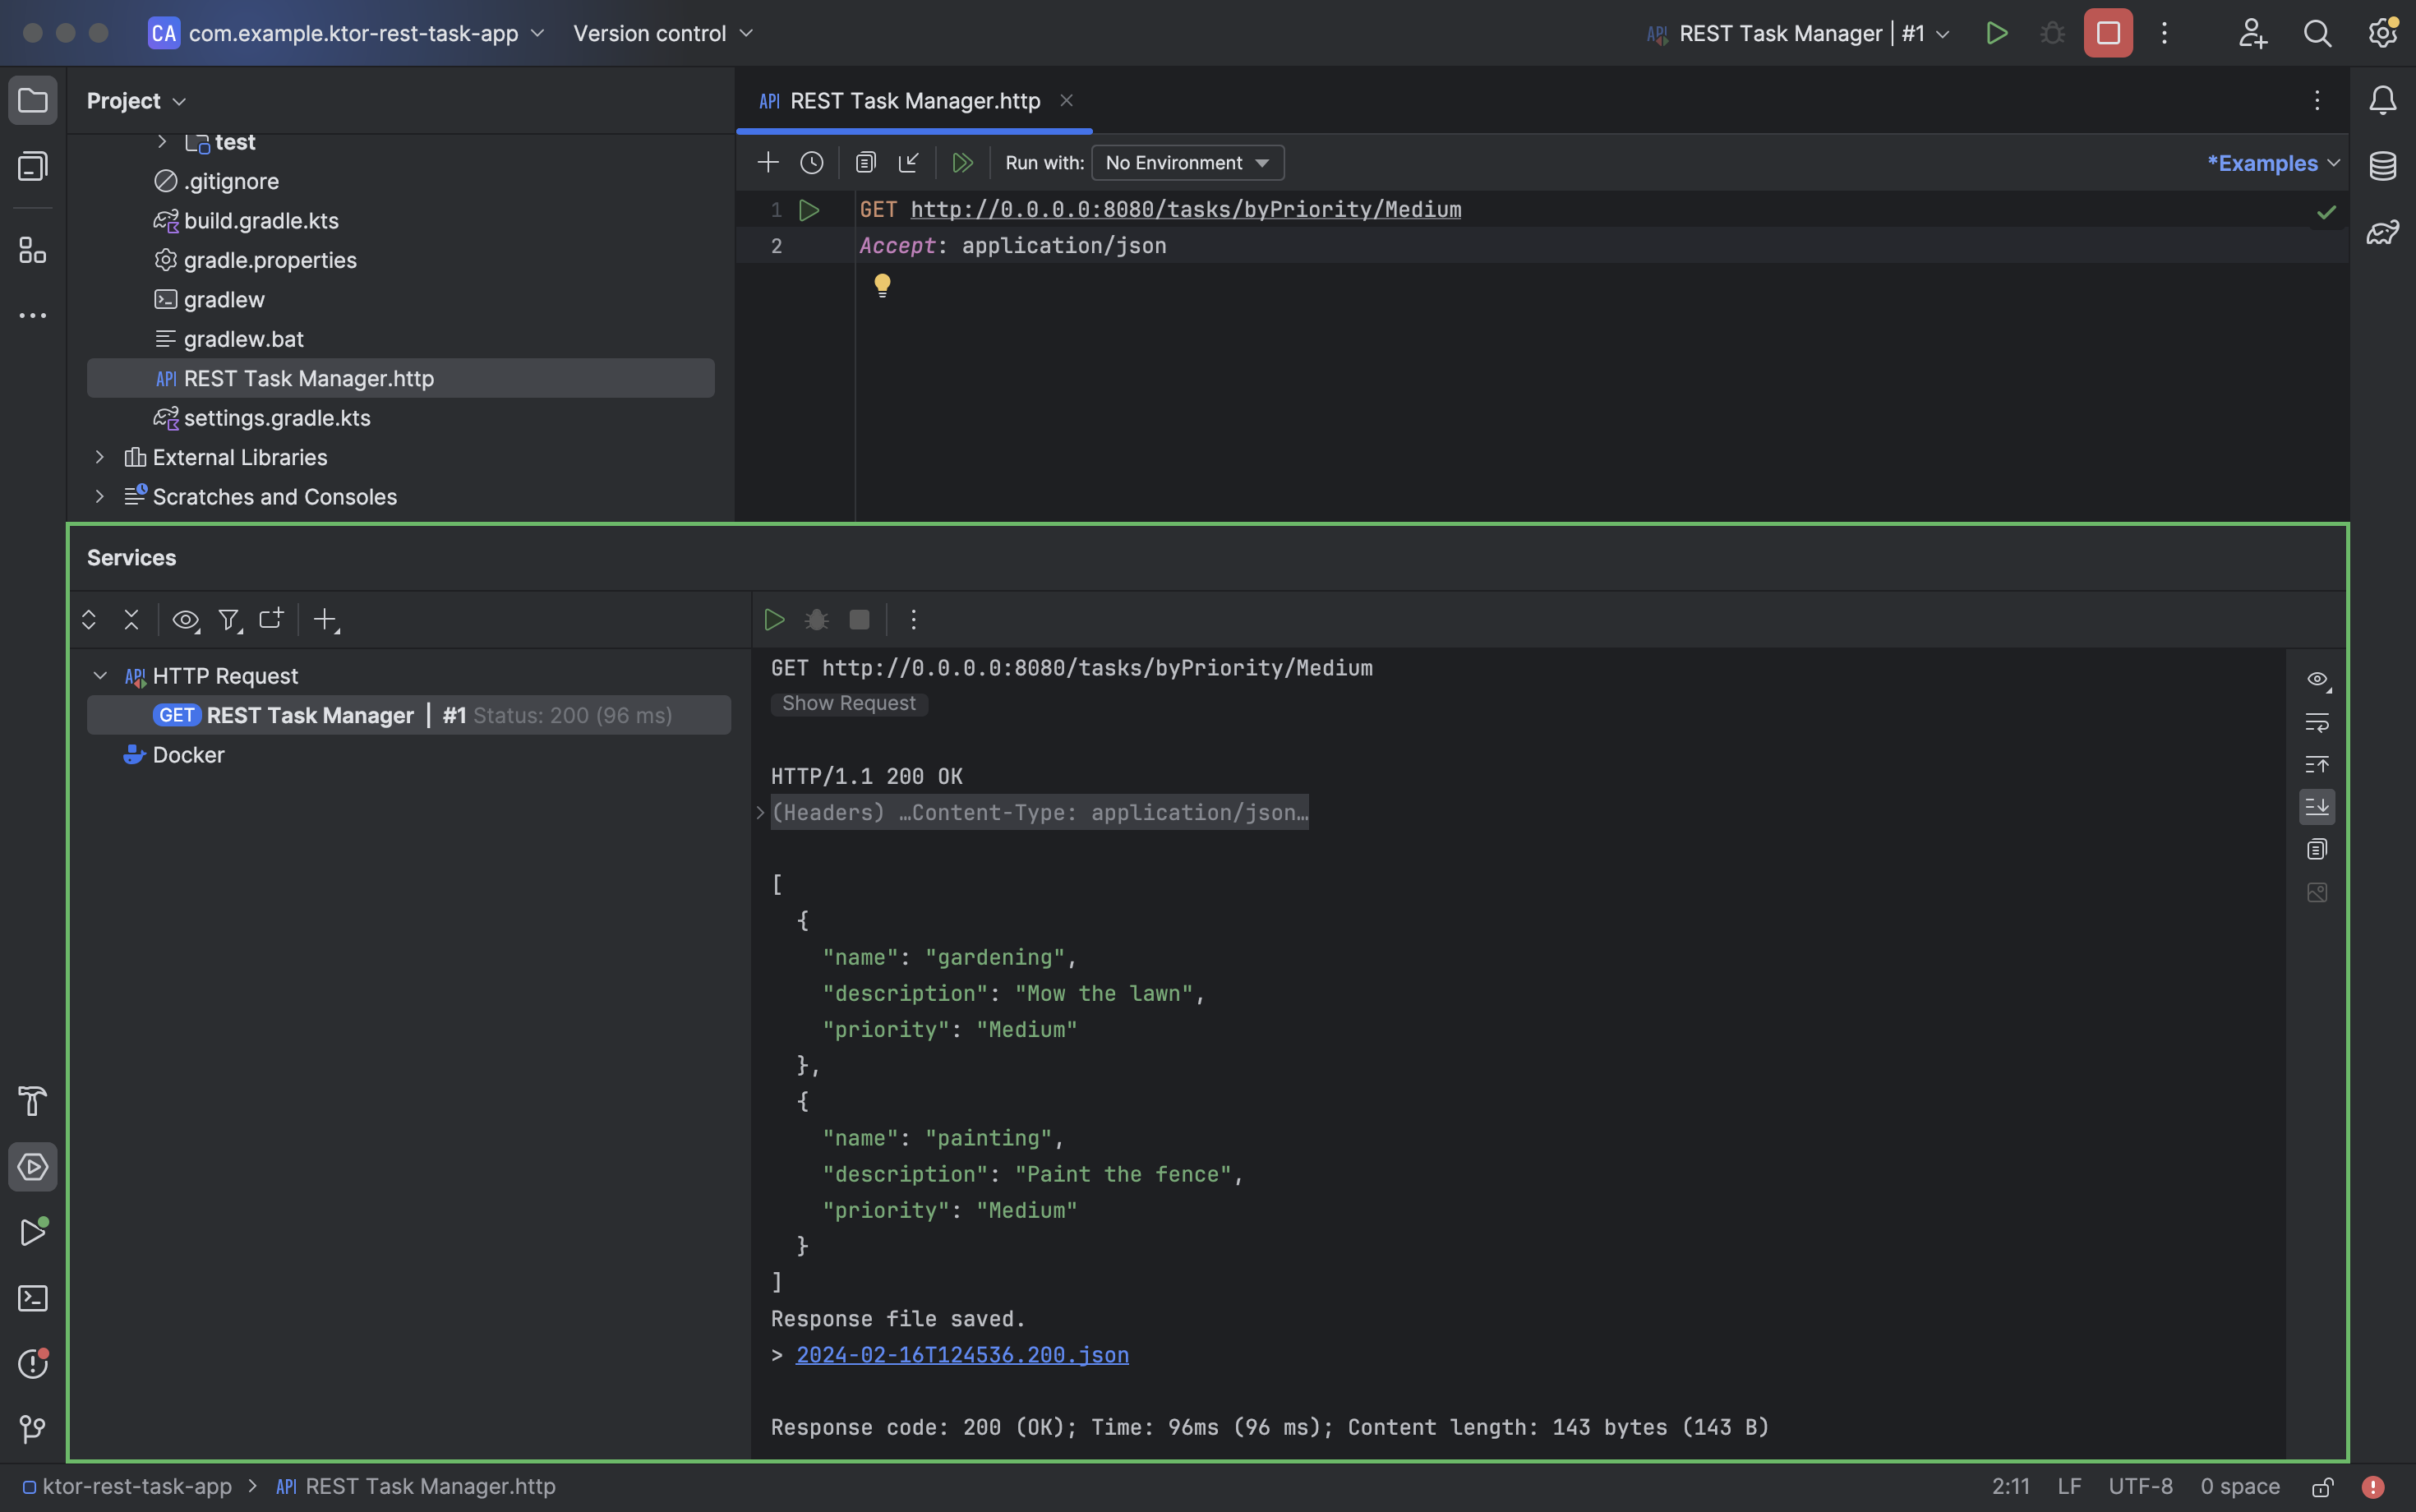 CA com.example.ktor-rest-task-app Version control
API REST Task Manager | #1
Project
API REST Task Manager.http
test
.gitignore
build.gradle.kts
gradle.properties
gradlew
gradlew.bat
API REST Task Manager.http
settings.gradle.kts
External Libraries
Scratches and Consoles
Run with: No Environment
*Examples
1 GET http://0.0.0.0:8080/tasks/byPriority/Medium
2 Accept: application/json
Services
API HTTP Request
GET REST Task Manager | #1 Status: 200 (96 ms)
Docker
GET http://0.0.0.0:8080/tasks/byPriority/Medium
Show Request
HTTP/1.1 200 OK
(Headers) …Content-Type: application/json…
[
{
"name": "gardening",
"description": "Mow the lawn",
"priority": "Medium"
},
{
"name": "painting",
"description": "Paint the fence",
"priority": "Medium"
}
]
Response file saved.
> 2024-02-16T124536.200.json
Response code: 200 (OK); Time: 96ms (96 ms); Content length: 143 bytes (143 B)
ktor-rest-task-app > API REST Task Manager.http
2:11 LF UTF-8 0 space